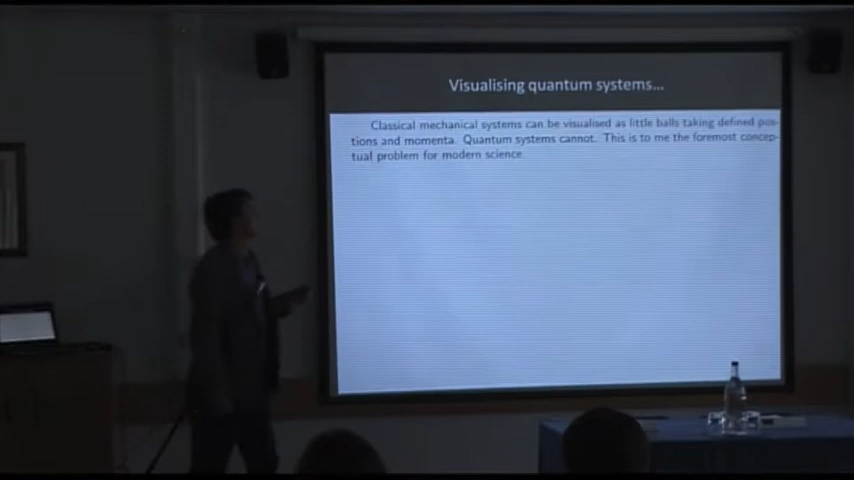 Visualising quantum systems...
Classical mechanical systems can be visualised as little balls taking defined pos-
tions and momenta. Quantum systems cannot. This is to me the foremost concep-
tual problem for modern science.